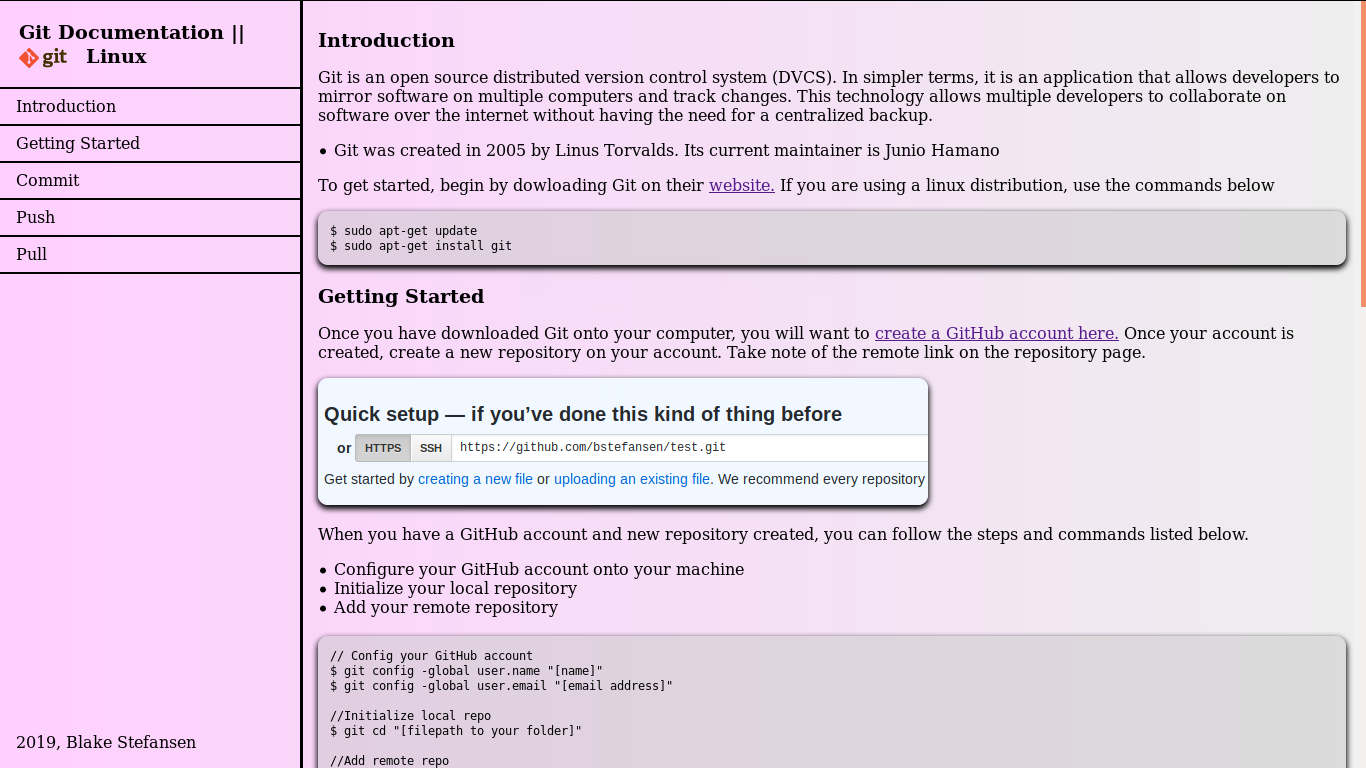 Git Documentation ||
git Linux
Introduction
Getting Started
Commit
Push
Pull
2019, Blake Stefansen
Introduction
Git is an open source distributed version control system (DVCS). In simpler terms, it is an application that allows developers to
mirror software on multiple computers and track changes. This technology allows multiple developers to collaborate on
software over the internet without having the need for a centralized backup.
• Git was created in 2005 by Linus Torvalds. Its current maintainer is Junio Hamano
To get started, begin by dowloading Git on their website. If you are using a linux distribution, use the commands below
$ sudo apt-get update
$ sudo apt-get install git
Getting Started
Once you have downloaded Git onto your computer, you will want to create a GitHub account here. Once your account is
created, create a new repository on your account. Take note of the remote link on the repository page.
Quick setup — if you’ve done this kind of thing before
or HTTPS SSH https://github.com/bstefansen/test.git
Get started by creating a new file or uploading an existing file. We recommend every repository
When you have a GitHub account and new repository created, you can follow the steps and commands listed below.
• Configure your GitHub account onto your machine
• Initialize your local repository
• Add your remote repository
// Config your GitHub account
$ git config -global user.name "[name]"
$ git config -global user.email "[email address]"
//Initialize local repo
$ git cd "[filepath to your folder]"
//Add remote repo